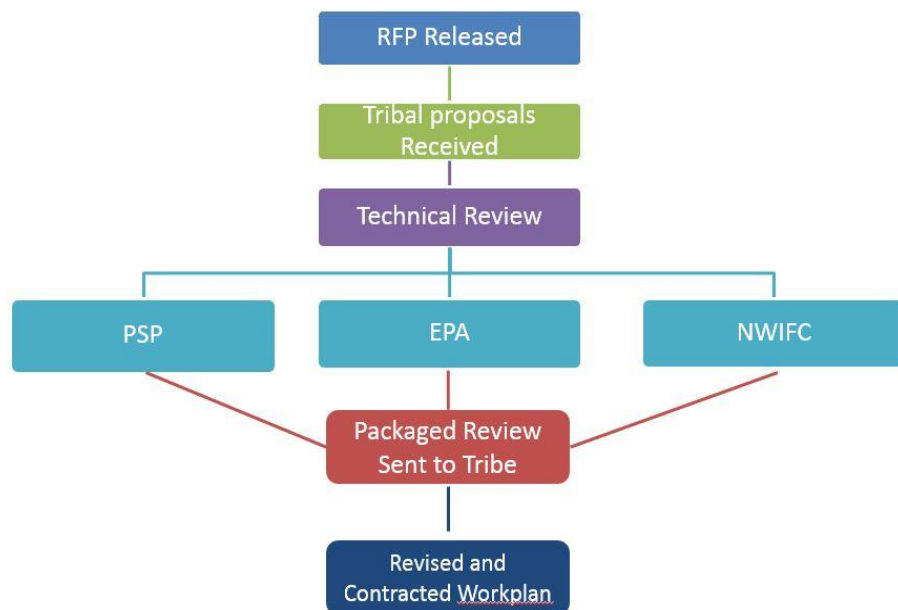 RFP Released
Tribal proposals
Received
Technical Review
PSP
EPA
NWIFC
Packaged Review
Sent to Tribe
Revised and
Contracted Workplan